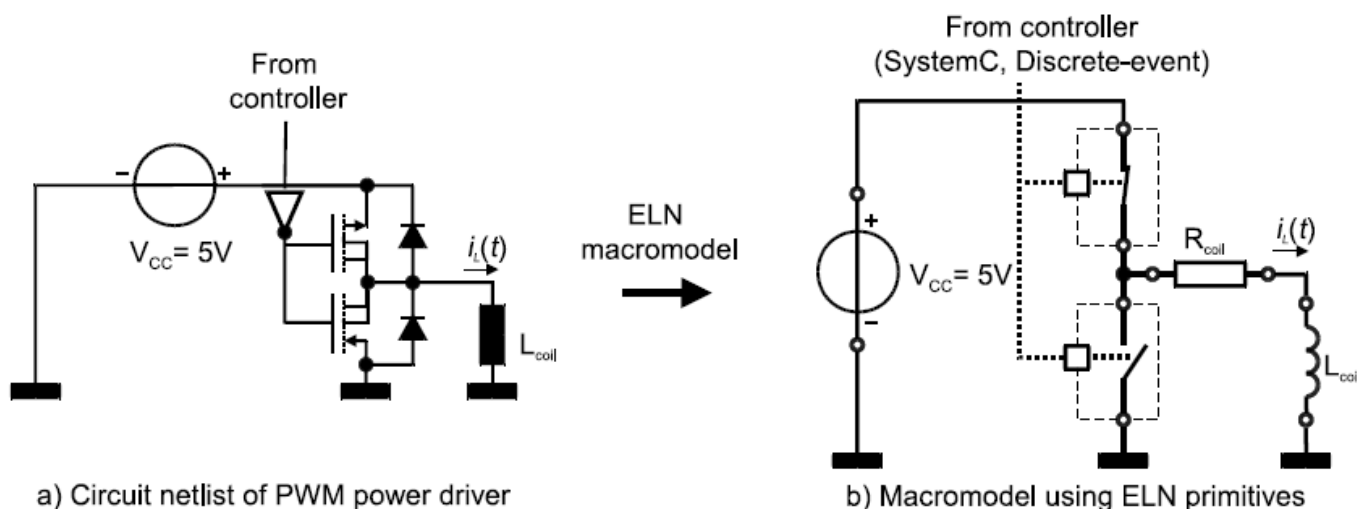 From
controller
- +
V_CC= 5V
i_L(t)
L_coil
a) Circuit netlist of PWM power driver
ELN
macromodel
From controller
(SystemC, Discrete-event)
+
V_CC= 5V
-
R_coil
i_L(t)
L_coi
b) Macromodel using ELN primitives